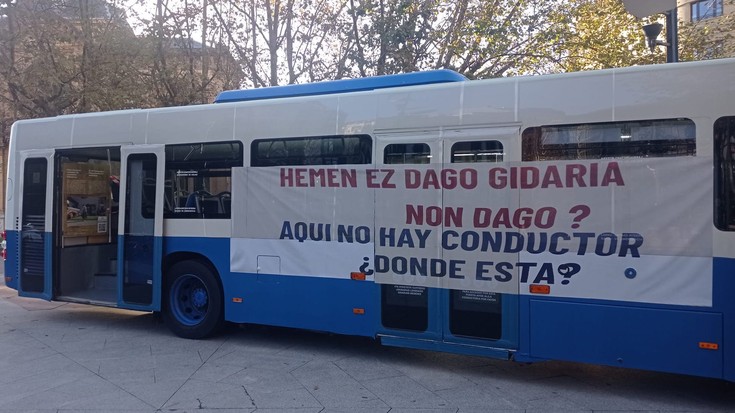 HEMEN EZ DAGO GIDARIA
NON DAGO ?
AQUI NO HAY CONDUCTOR
¿DONDE ESTA?